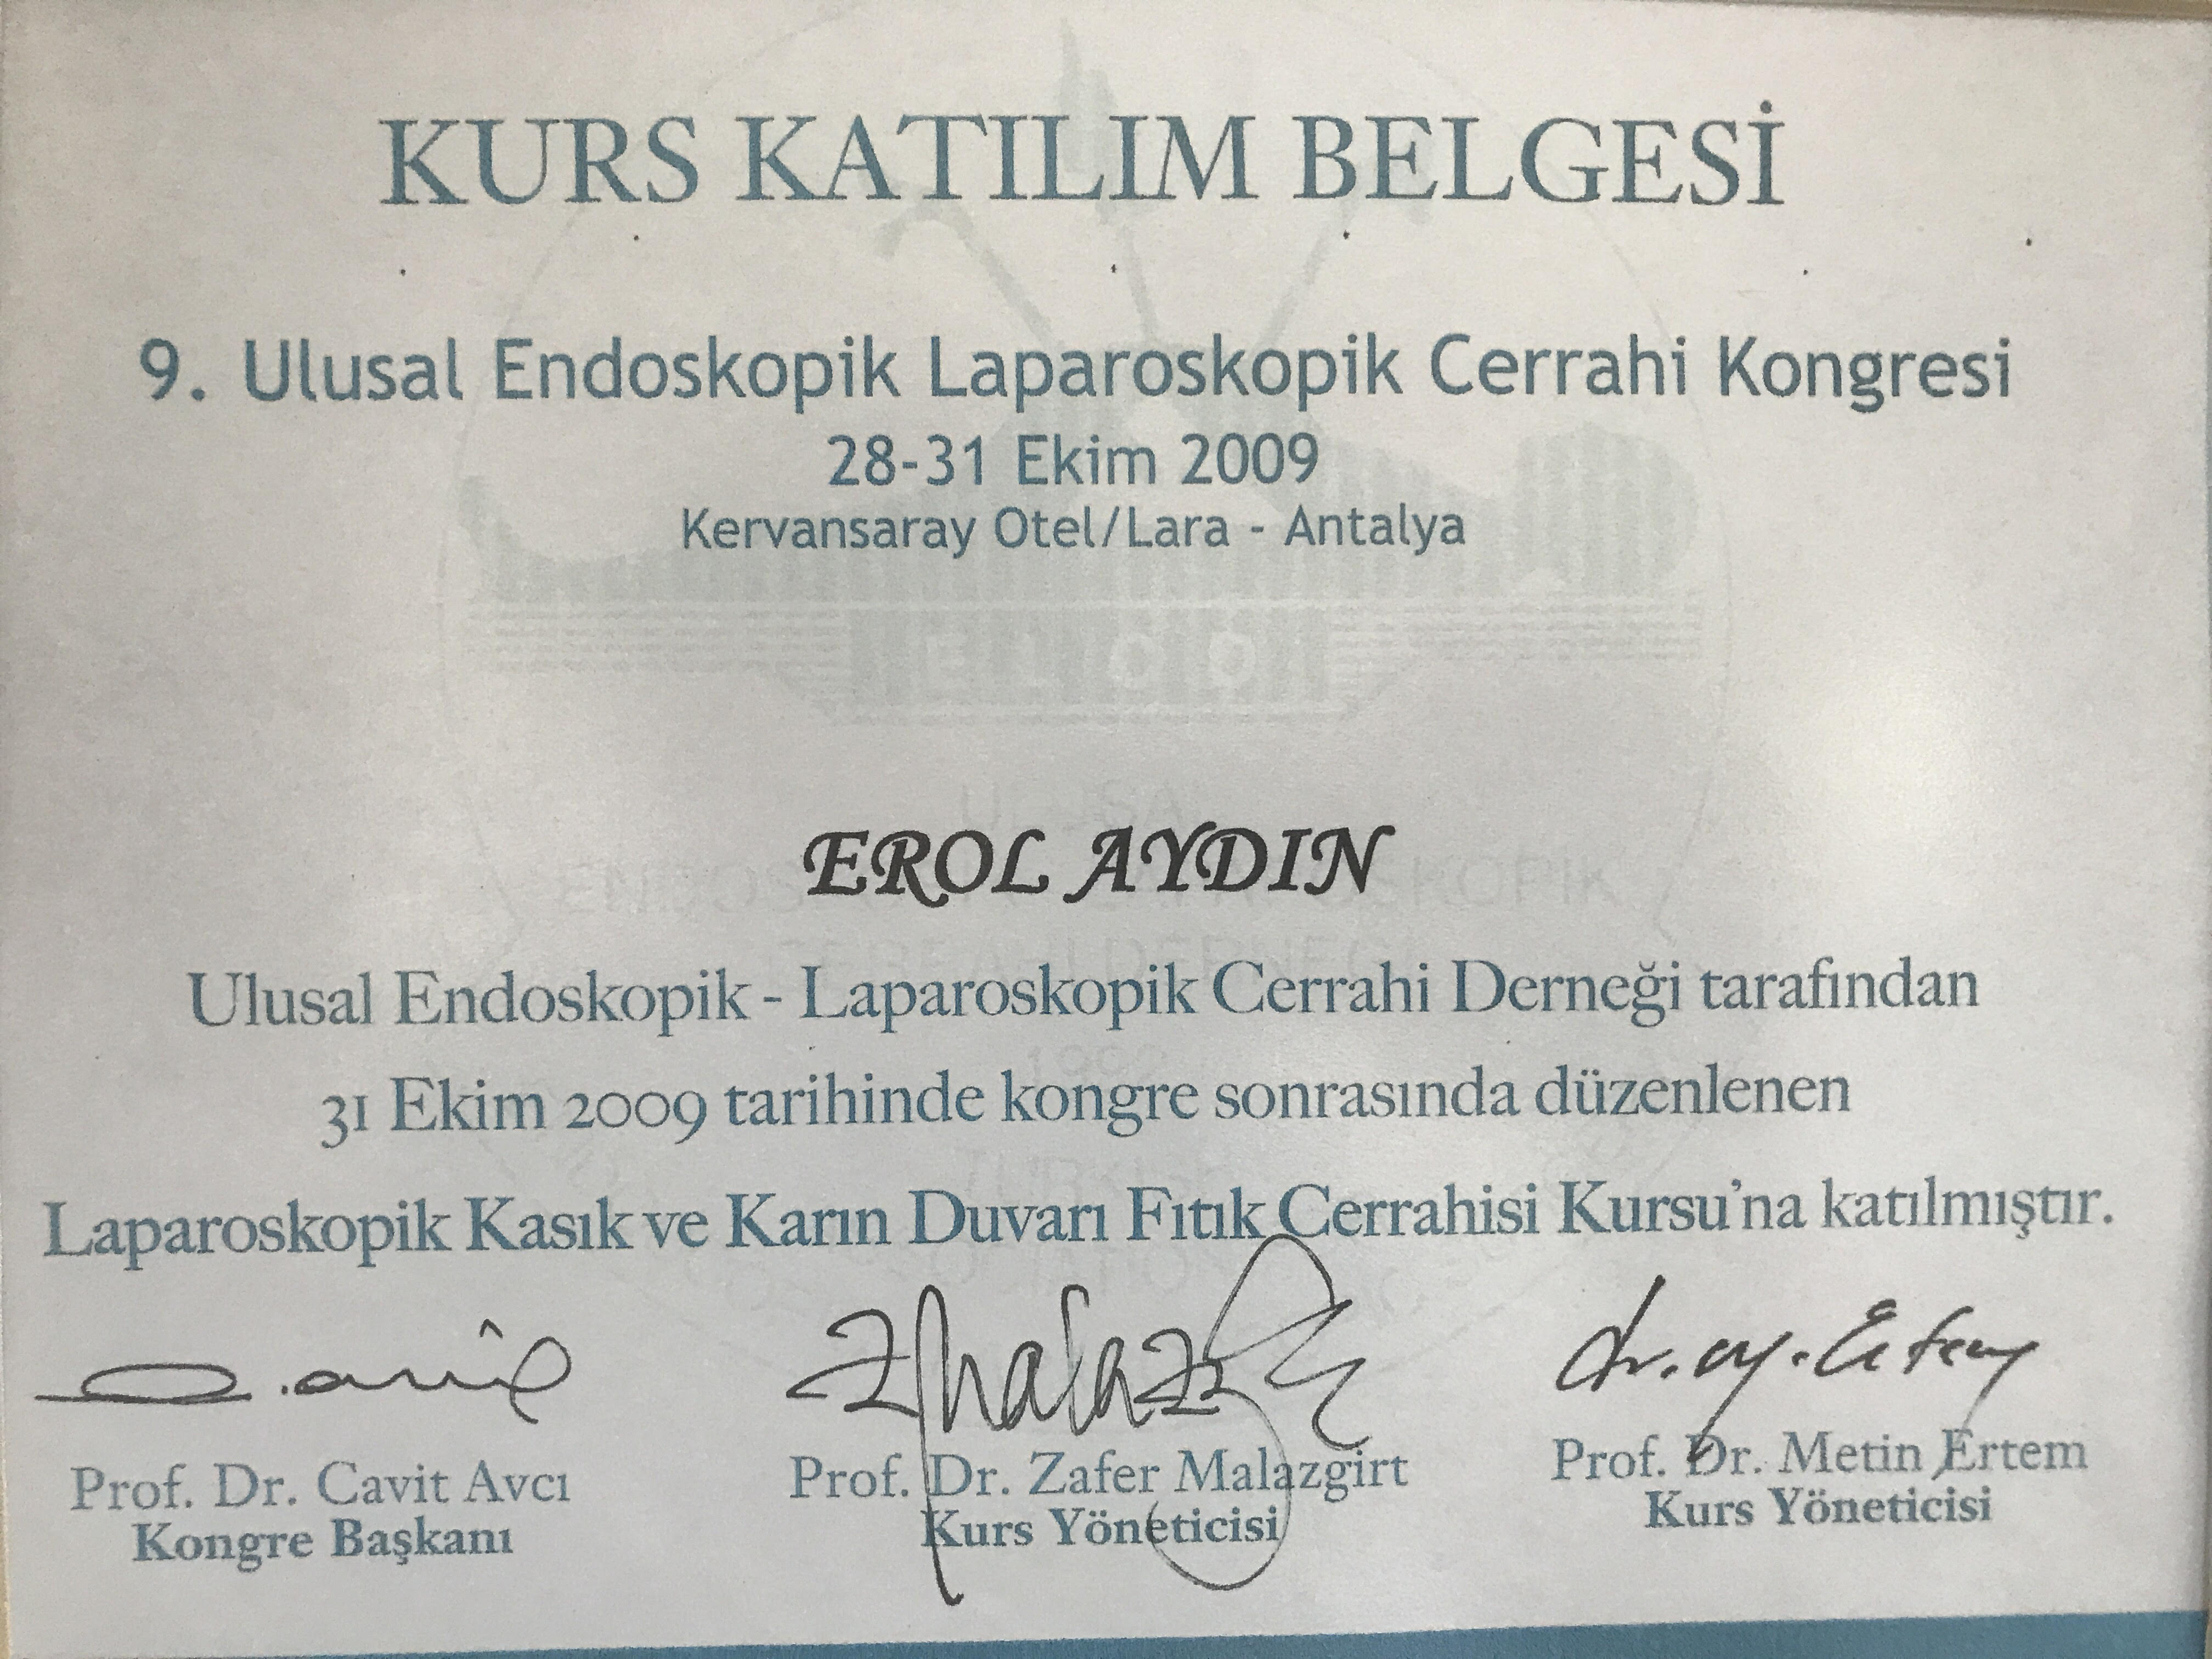 KURS KATILIM BELGESİ
9. Ulusal Endoskopik Laparoskopik Cerrahi Kongresi
28-31 Ekim 2009
Kervansaray Otel/Lara - Antalya
EROL AYDIN
Ulusal Endoskopik - Laparoskopik Cerrahi Derneği tarafından
31 Ekim 2009 tarihinde kongre sonrasında düzenlenen
Laparoskopik Kasık ve Karın Duvarı Fıtık Cerrahisi Kursu'na katılmıştır.
Dr. M. Ertem
Prof. Dr. Cavit Avcı
Kongre Başkanı
Prof. Dr. Zafer Malazgirt
Kurs Yöneticisi
Prof. Dr. Metin Ertem
Kurs Yöneticisi